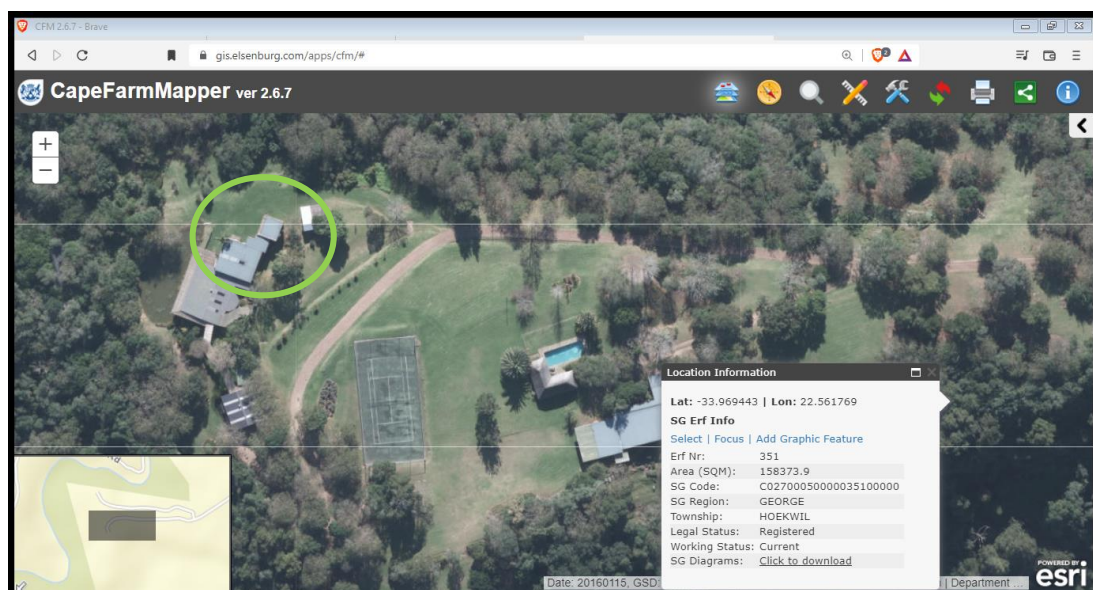 CFM 2.6.7 - Brave
gis.elsenburg.com/apps/cfm/#
2
CapeFarmMapper ver 2.6.7
+
−
Location Information
Lat: -33.969443 | Lon: 22.561769
SG Erf Info
Select | Focus | Add Graphic Feature
Erf Nr: 351
Area (SQM): 158373.9
SG Code: C02700050000035100000
SG Region: GEORGE
Township: HOEKWIL
Legal Status: Registered
Working Status: Current
SG Diagrams: Click to download
Rd
Date: 20160115, GSD:
| Department ...
POWERED BY
esri